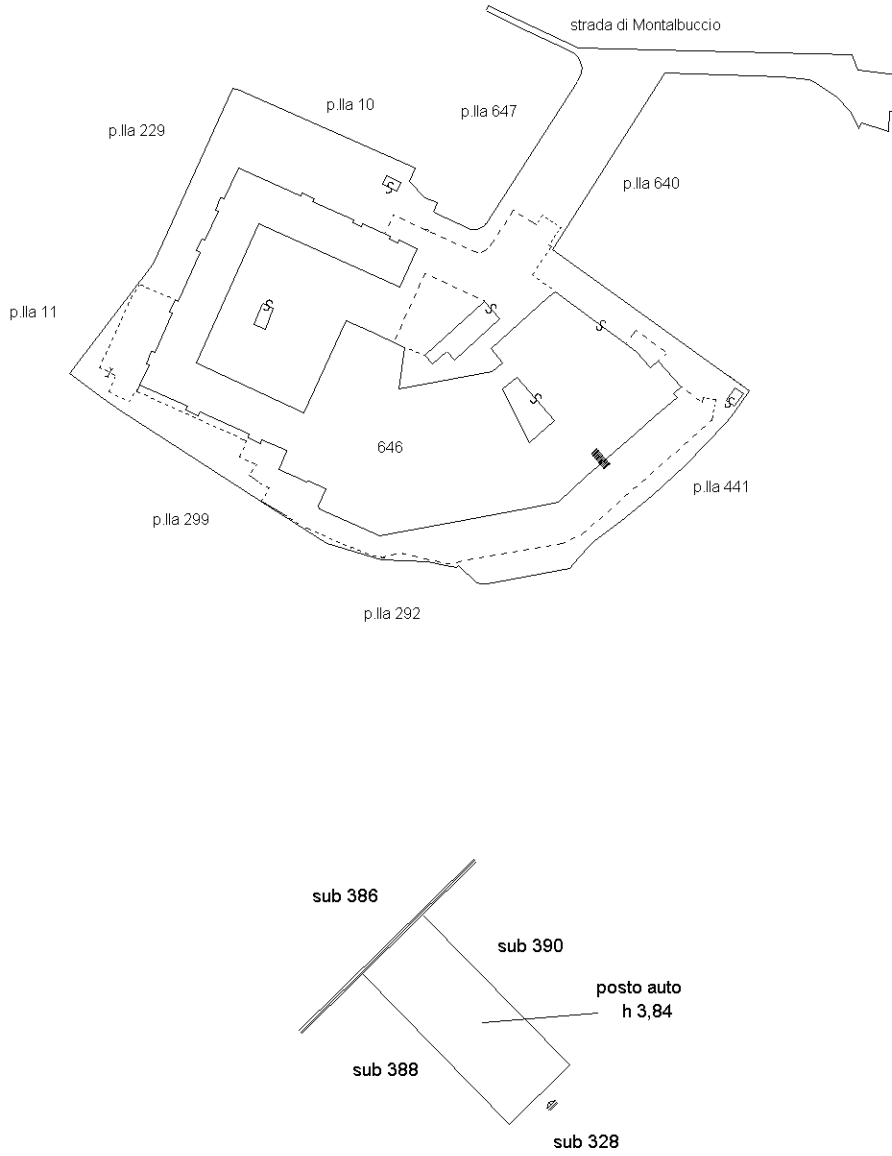 strada di Montalbuccio
p.lla 10
p.lla 647
p.lla 229
p.lla 640
p.lla 11
646
p.lla 441
p.lla 299
p.lla 292
sub 386
sub 390
posto auto
h 3,84
sub 388
sub 328